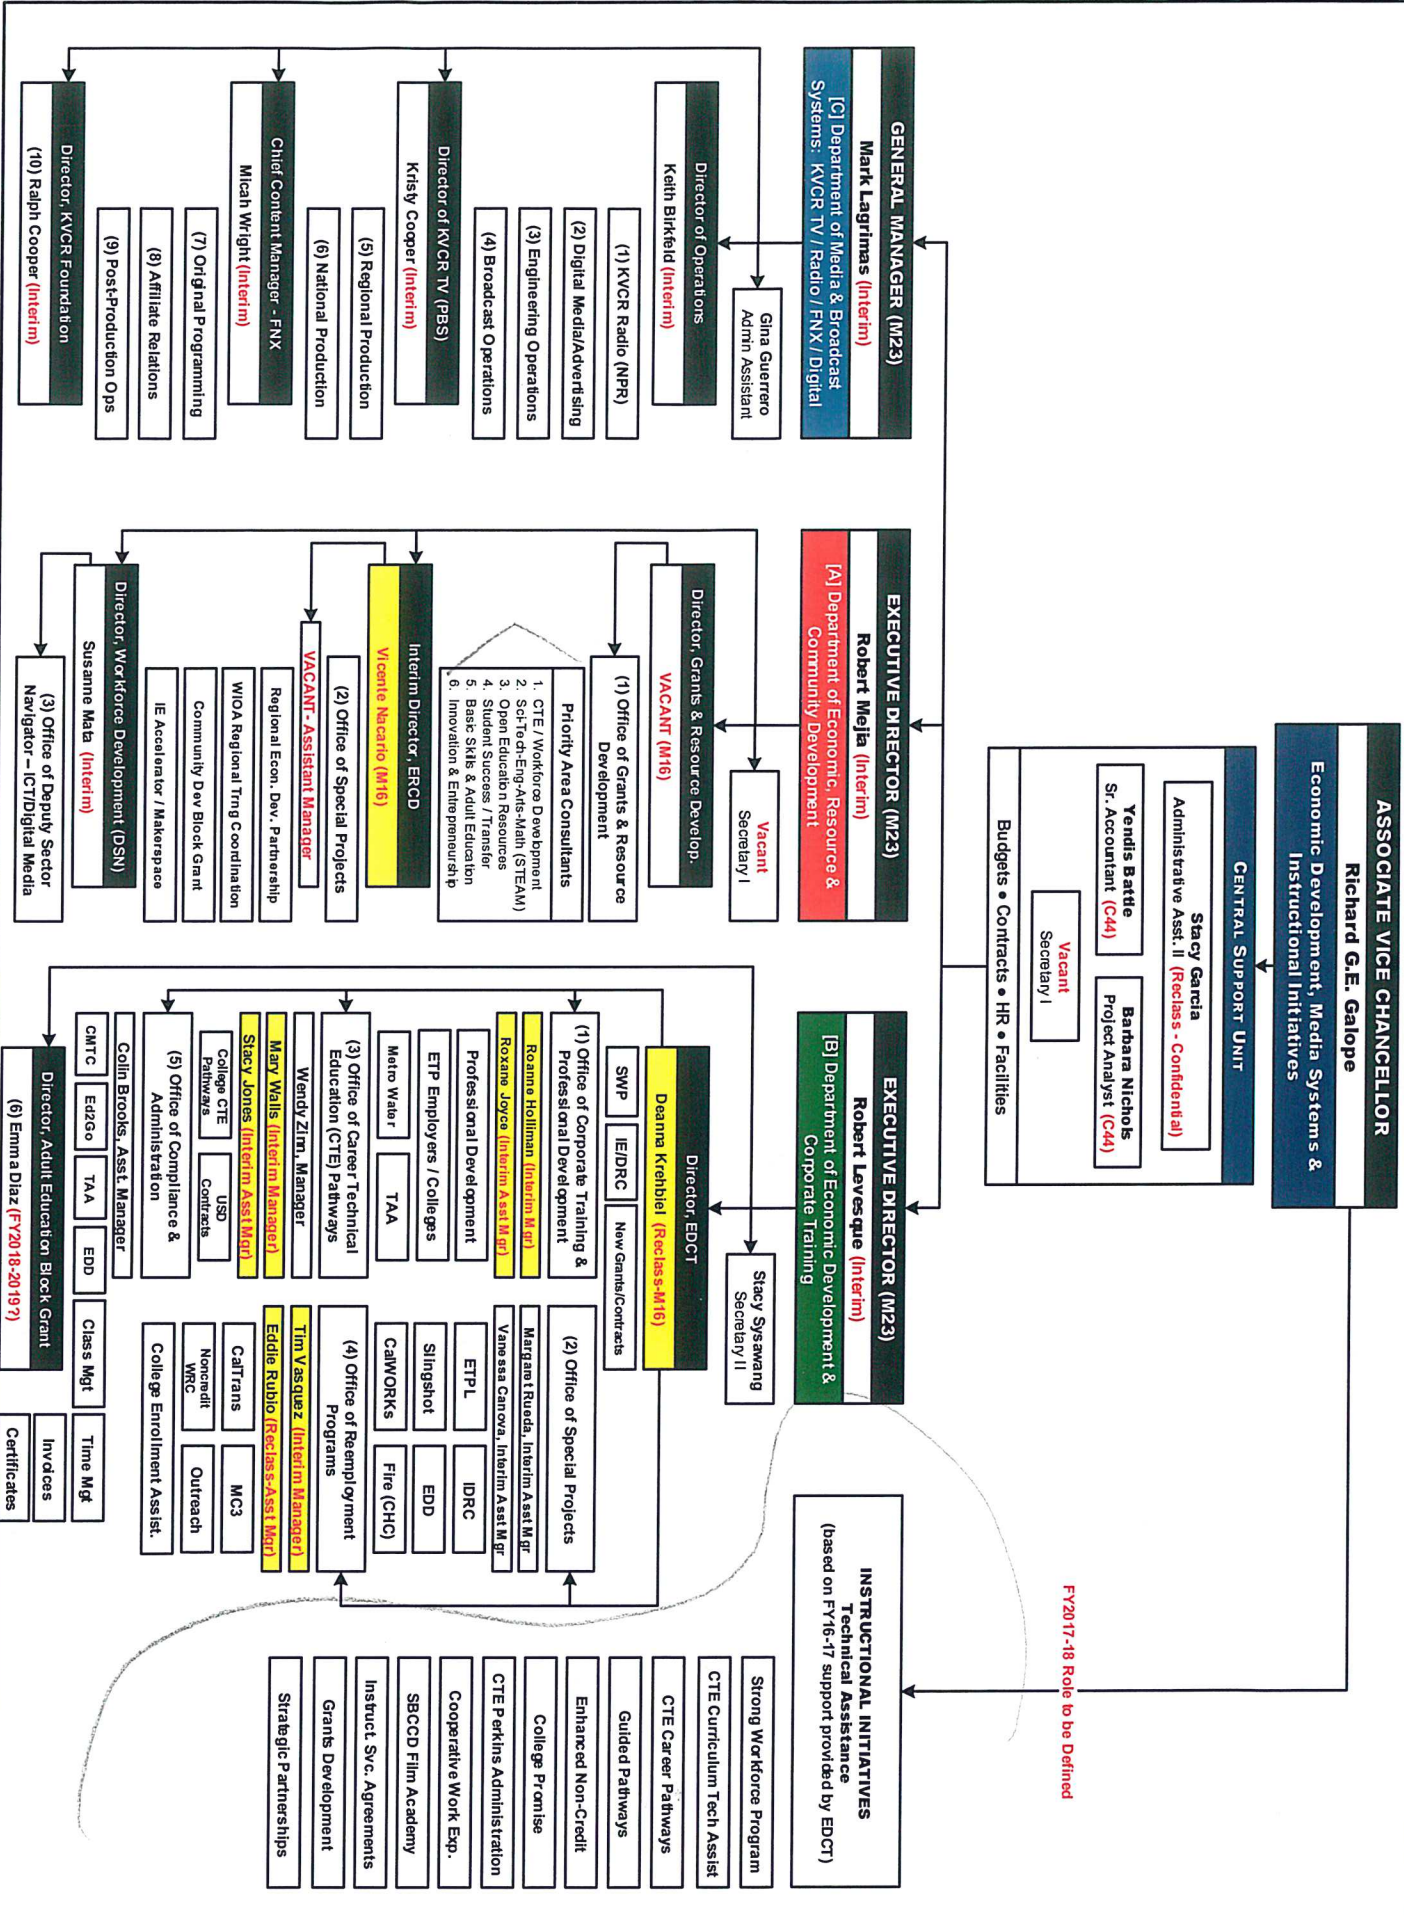 ASSOCIATE VICE CHANCELLOR
Richard G.E. Galope
Economic Development, Media Systems &
Instructional Initiatives
CENTRAL SUPPORT UNIT
Stacy Garcia
Administrative Asst. II (Reclass - Confidential)
Yendis Battle
Sr. Accountant (C44)
Barbara Nichols
Project Analyst (C44)
Vacant
Secretary I
Budgets • Contracts • HR • Facilities
FY2017-18 Role to be Defined
GENERAL MANAGER (M23)
Mark Lagrimas (Interim)
[C] Department of Media & Broadcast
Systems: KVCR TV / Radio / FNX / Digital
Gina Guerrero
Admin Assistant
Director of Operations
Keith Birkfeld (Interim)
(1) KVCR Radio (NPR)
(2) Digital Media/Advertising
(3) Engineering Operations
(4) Broadcast Operations
Director of KVCR TV (PBS)
Kristy Cooper (Interim)
(5) Regional Production
(6) National Production
Chief Content Manager - FNX
Micah Wright (Interim)
(7) Original Programming
(8) Affiliate Relations
(9) Post-Production Ops
Director, KVCR Foundation
(10) Ralph Cooper (Interim)
EXECUTIVE DIRECTOR (M23)
Robert Mejia (Interim)
[A] Department of Economic, Resource &
Community Development
Vacant
Secretary I
Director, Grants & Resource Develop.
VACANT (M16)
(1) Office of Grants & Resource
Development
Priority Area Consultants
1. CTE / Workforce Development
2. Sci-Tech-Eng-Arts-Math (STEAM)
3. Open Education Resources
4. Student Success / Transfer
5. Basic Skills & Adult Education
6. Innovation & Entrepreneurship
Interim Director, ERCD
Vicente Nacario (M16)
(2) Office of Special Projects
VACANT- Assistant Manager
Regional Econ. Dev. Partnership
WIOA Regional Trng Coordination
Community Dev Block Grant
IE Accelerator / Makerspace
Director, Workforce Development (DSN)
Susanne Mata (Interim)
(3) Office of Deputy Sector
Navigator – ICT/Digital Media
EXECUTIVE DIRECTOR (M23)
Robert Levesque (Interim)
[B] Department of Economic Development &
Corporate Training
Stacy Sysawang
Secretary II
Director, EDCT
Deanna Krehbiel (Reclass-M16)
SWP
IE/DRC
New Grants/Contracts
(1) Office of Corporate Training &
Professional Development
Roanne Holliman (Interim Mgr)
Roxane Joyce (Interim Asst Mgr)
Professional Development
ETP Employers / Colleges
Metro Water
TAA
(2) Office of Special Projects
Margaret Rueda, Interim Asst Mgr
Vanessa Canova, Interim Asst Mgr
ETPL
IDRC
Slingshot
EDD
CalWORKs
Fire (CHC)
(3) Office of Career Technical
Education (CTE) Pathways
Wendy Zinn, Manager
Mary Walls (Interim Manager)
Stacy Jones (Interim Asst Mgr)
College CTE
Pathways
USD
Contracts
(4) Office of Reemployment
Programs
Tim Vasquez (Interim Manager)
Eddie Rubio (Reclass-Asst Mgr)
CalTrans
MC3
Noncredit
WRC
Outreach
College Enrollment Assist.
(5) Office of Compliance &
Administration
Colin Brooks, Asst. Manager
CMTC
Ed2Go
TAA
EDD
Class Mgt
Time Mgt
Invoices
Certificates
Director, Adult Education Block Grant
(6) Emma Diaz (FY2018-2019?)
INSTRUCTIONAL INITIATIVES
Technical Assistance
(based on FY16-17 support provided by EDCT)
Strong Workforce Program
CTE Curriculum Tech Assist
CTE Career Pathways
Guided Pathways
Enhanced Non-Credit
College Promise
CTE Perkins Administration
Cooperative Work Exp.
SBCCD Film Academy
Instruct. Svc. Agreements
Grants Development
Strategic Partnerships